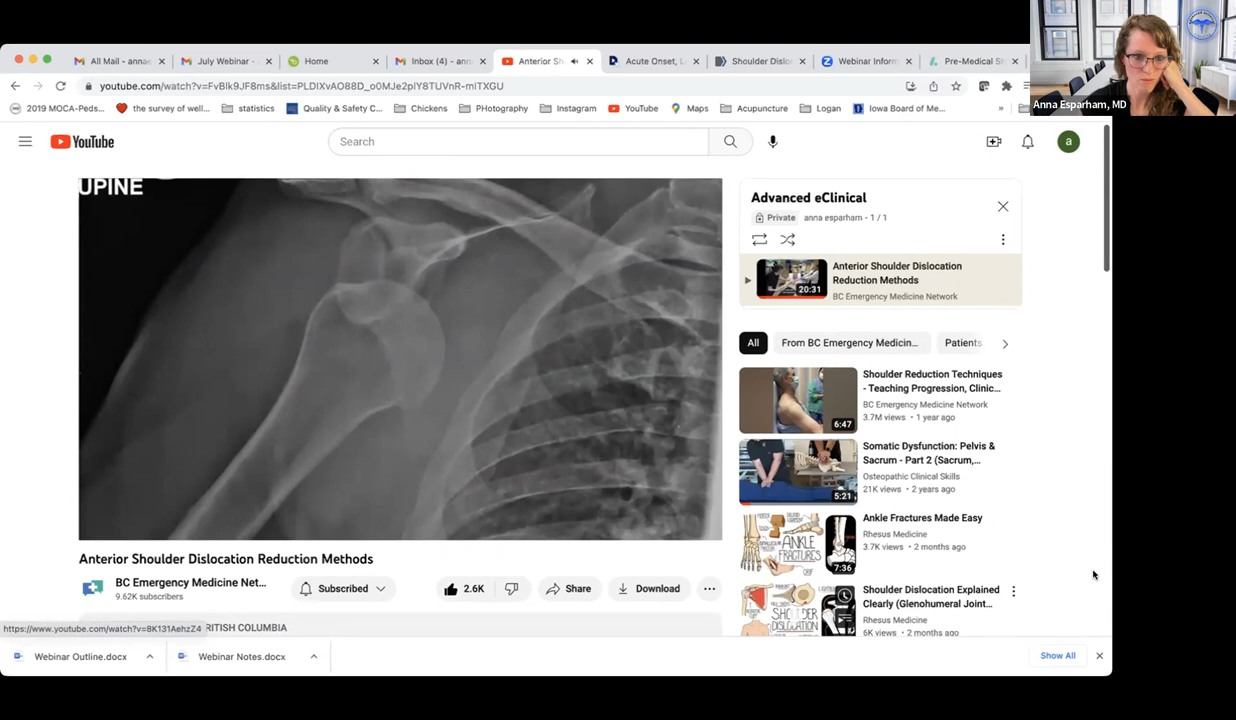 Anna Esparham, MD
All Mail - annae
July Webinar -
Home
Inbox (4) - ann
Anterior Sh
Acute Onset, L
Shoulder Disloc
Webinar Inform
Pre-Medical Sh
youtube.com/watch?v=FvBlk9JF8ms&list=PLDIXvAO88D_o0MJe2plY8TUVnR-mITXGU
2019 MOCA-Peds...
the survey of well...
statistics
Quality & Safety C...
Chickens
PHotography
Instagram
YouTube
Maps
Acupuncture
Logan
Iowa Board of Me...
»
YouTube
Search
a
UPINE
Advanced eClinical
Private anna esparham - 1 / 1
Anterior Shoulder Dislocation
Reduction Methods
BC Emergency Medicine Network
20:31
All
From BC Emergency Medicin...
Patients
Shoulder Reduction Techniques
- Teaching Progression, Clinic...
BC Emergency Medicine Network
3.7M views • 1 year ago
6:47
Somatic Dysfunction: Pelvis &
Sacrum - Part 2 (Sacrum,...
Osteopathic Clinical Skills
21K views • 2 years ago
5:21
Ankle Fractures Made Easy
Rhesus Medicine
3.7K views • 2 months ago
ANKLE
FRACTURES
7:36
Shoulder Dislocation Explained
Clearly (Glenohumeral Joint...
Rhesus Medicine
6K views • 2 months ago
SHOULDER
DISLOCATION
Anterior Shoulder Dislocation Reduction Methods
BC Emergency Medicine Net...
9.62K subscribers
Subscribed
2.6K
Share
Download
https://www.youtube.com/watch?v=8K131AehzZ4
RITISH COLUMBIA
Webinar Outline.docx
Webinar Notes.docx
Show All